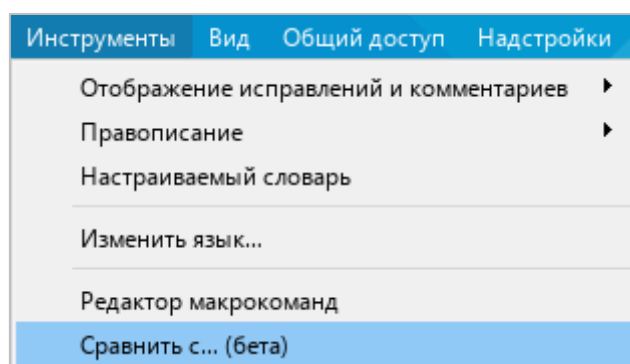 Инструменты Вид Общий доступ Надстройки
Отображение исправлений и комментариев
Правописание
Настраиваемый словарь
Изменить язык...
Редактор макрокоманд
Сравнить с... (бета)